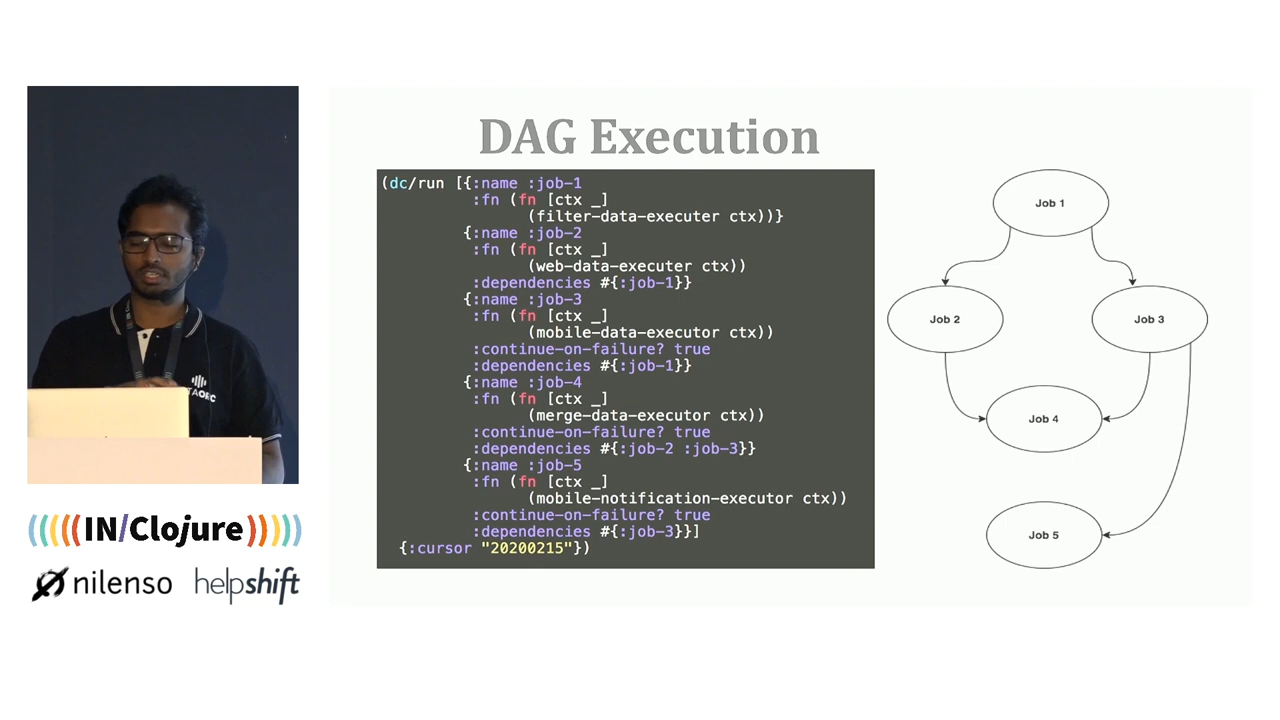 DAG Execution
(dc/run [{:name :job-1
:fn (fn [ctx _]
(filter-data-executer ctx))}
{:name :job-2
:fn (fn [ctx _]
(web-data-executer ctx))
:dependencies #{:job-1}}
{:name :job-3
:fn (fn [ctx _]
(mobile-data-executor ctx))
:continue-on-failure? true
:dependencies #{:job-1}}
{:name :job-4
:fn (fn [ctx _]
(merge-data-executor ctx))
:continue-on-failure? true
:dependencies #{:job-2 :job-3}}
{:name :job-5
:fn (fn [ctx _]
(mobile-notification-executor ctx))
:continue-on-failure? true
:dependencies #{:job-3}}]
{:cursor "20200215"})
Job 1
Job 2
Job 3
Job 4
Job 5
((((( IN/Clojure )))))
nilenso
helpshift